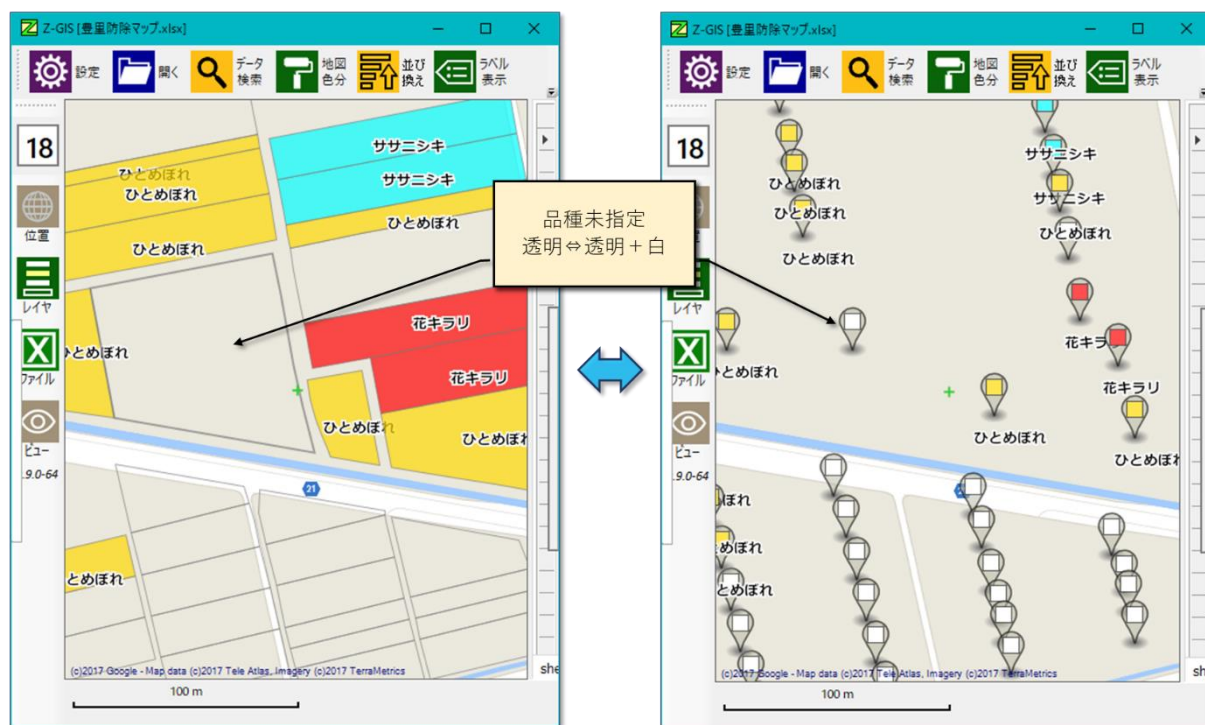 Z-GIS [豊里防除マップ.xlsx]
設定
開く
データ
検索
地図
色分
並び
換え
ラベル
表示
18
位置
レイヤ
ファイル
ビュー
.9.0-64
ササニシキ
ひとめぼれ
ササニシキ
ひとめぼれ
ひとめぼれ
ひとめぼれ
花キラリ
とめぼれ
花キラリ
ひとめぼれ
ひとめぼ
21
とめぼれ
(c)2017 Google - Map data (c)2017 Tele Atlas, Imagery (c)2017 TerraMetrics
she
100 m
品種未指定
透明⇔透明+白
Z-GIS [豊里防除マップ.xlsx]
設定
開く
データ
検索
地図
色分
並び
換え
ラベル
表示
18
位置
レイヤ
ファイル
ビュー
.9.0-64
ササニシキ
ひとめぼれ
ササニシキ
ひとめぼれ
ひとめぼれ
ひとめぼれ
花キラリ
とめぼれ
花キラリ
ひとめぼれ
ひとめぼ
ぼれ
めぼれ
とめぼれ
(c)2017 Google - Map data (c)2017 Tele Atlas, Imagery (c)2017 TerraMetrics
sh
100 m